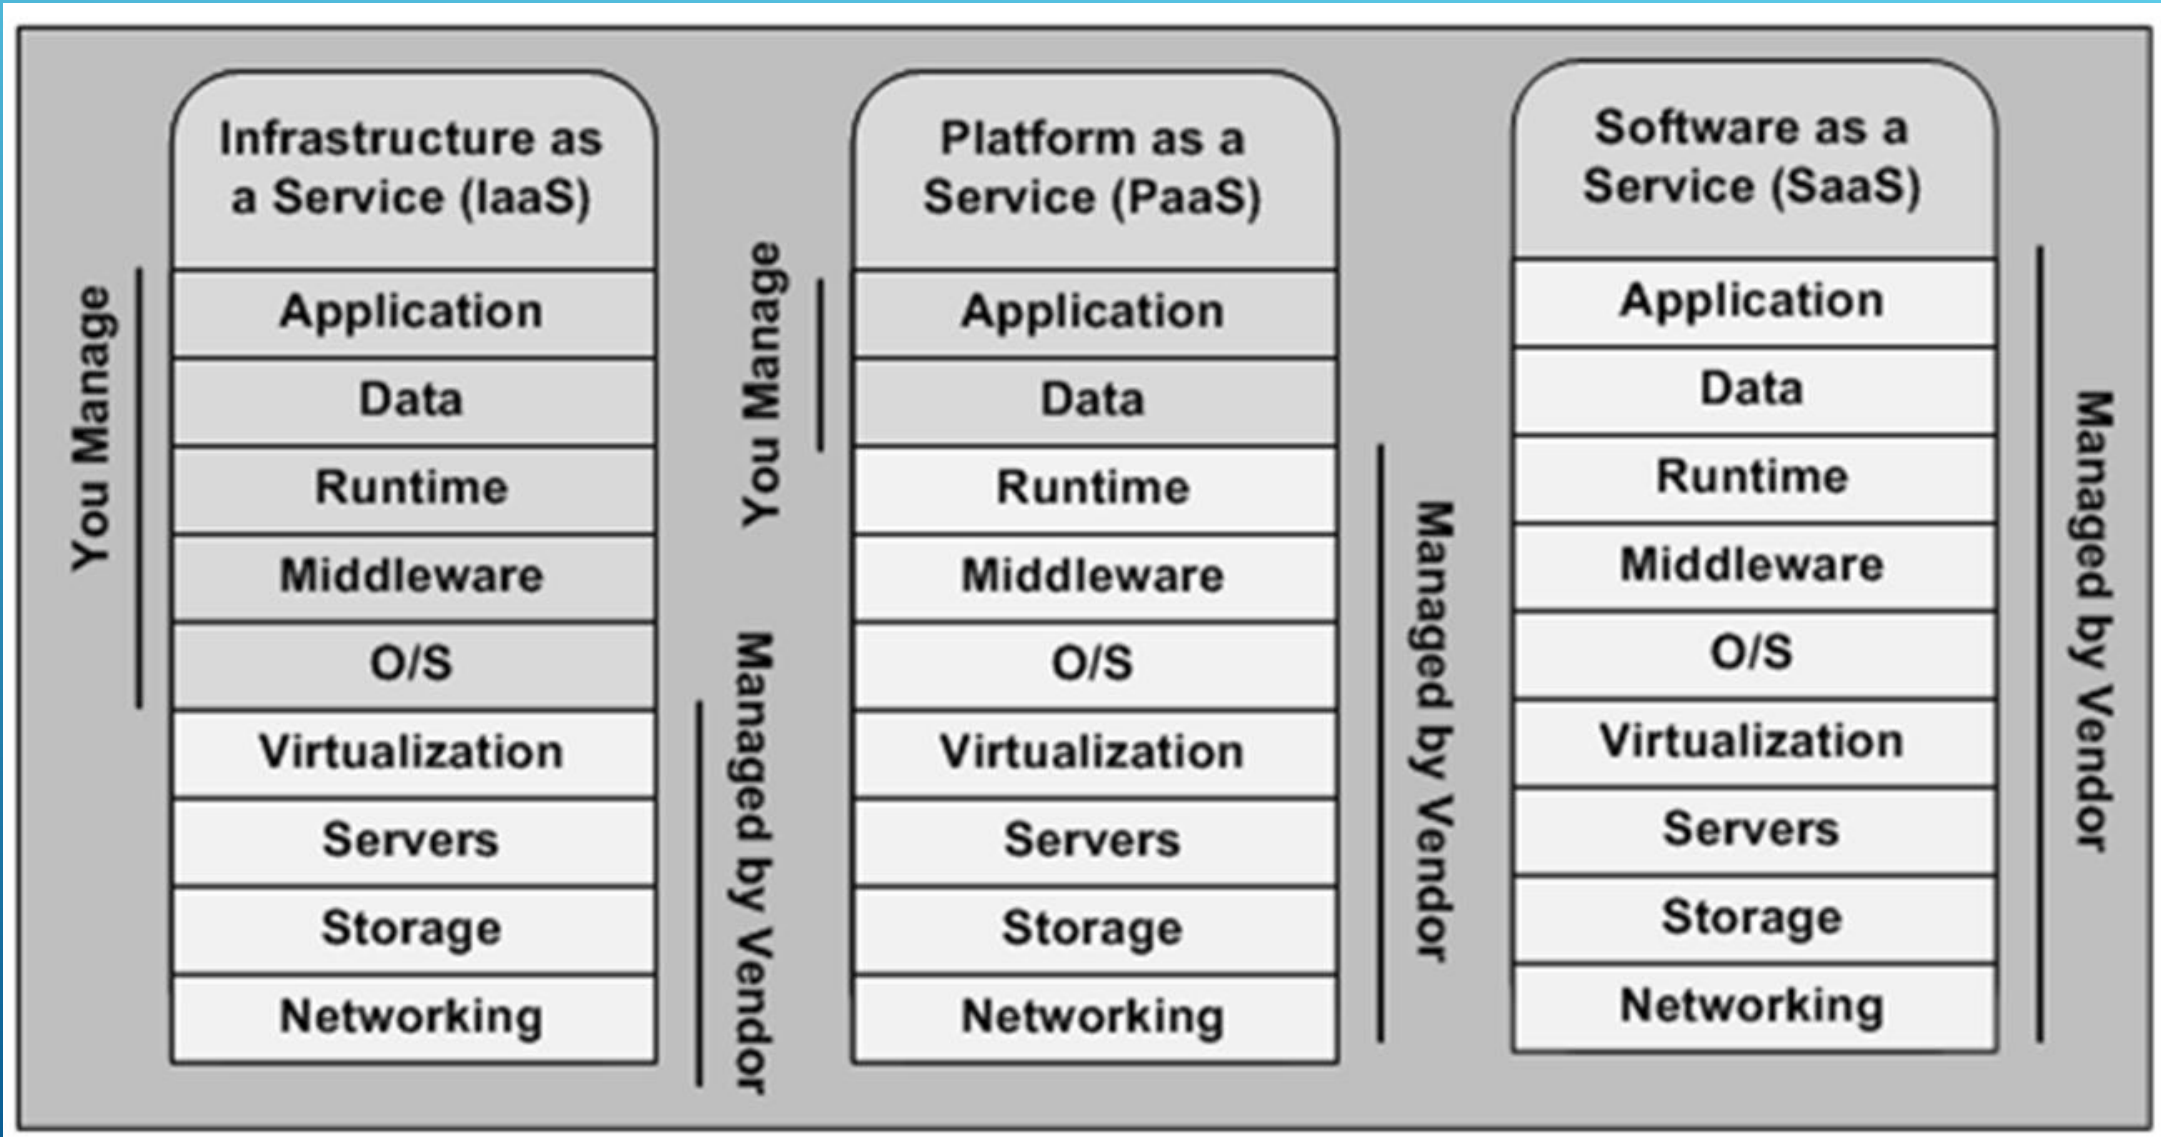 You Manage
Infrastructure as
a Service (IaaS)
Application
Data
Runtime
Middleware
O/S
Virtualization
Servers
Storage
Networking
Managed by Vendor
You Manage
Platform as a
Service (PaaS)
Application
Data
Runtime
Middleware
O/S
Virtualization
Servers
Storage
Networking
Managed by Vendor
Software as a
Service (SaaS)
Application
Data
Runtime
Middleware
O/S
Virtualization
Servers
Storage
Networking
Managed by Vendor